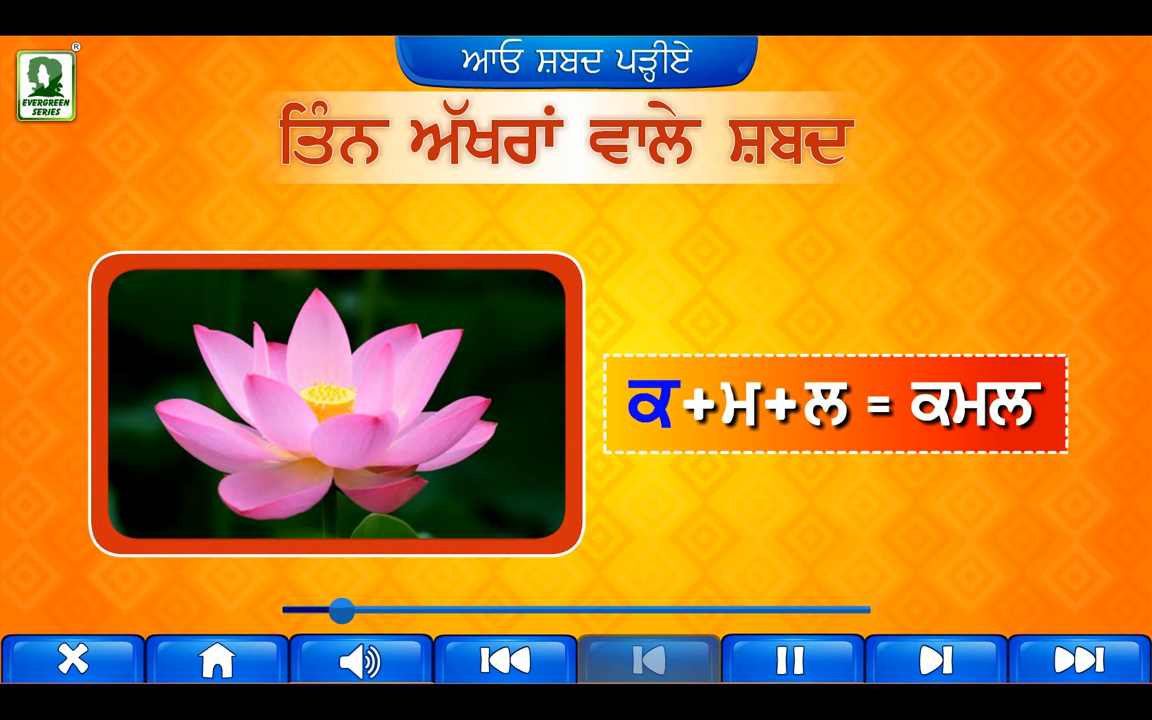 ਆਓ ਸ਼ਬਦ ਪੜ੍ਹੀਏ
ਤਿੰਨ ਅੱਖਰਾਂ ਵਾਲੇ ਸ਼ਬਦ
EVERGREEN
SERIES
®
ਕ+ਮ+ਲ = ਕਮਲ